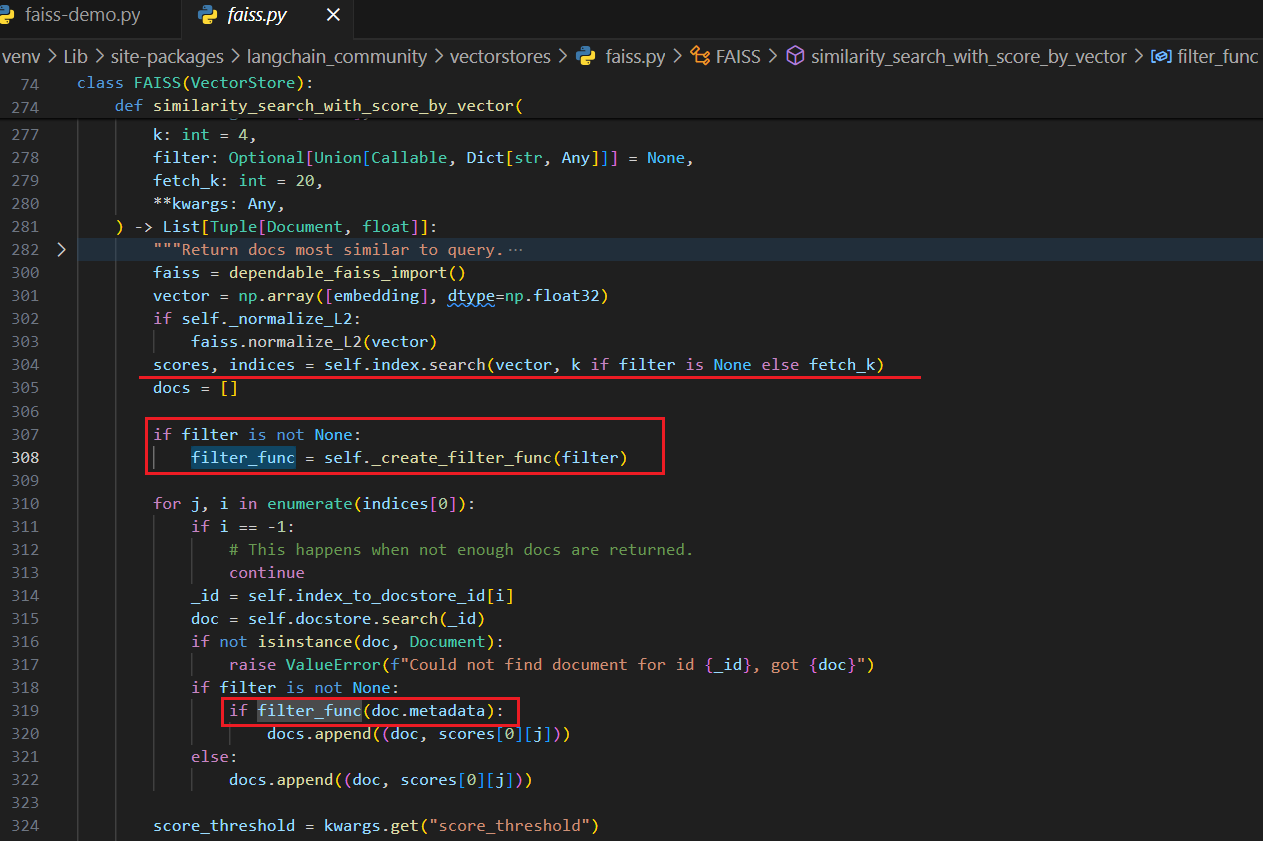 faiss-demo.py
faiss.py
venv > Lib > site-packages > langchain_community > vectorstores > faiss.py > FAISS > similarity_search_with_score_by_vector > filter_func
74 class FAISS(VectorStore):
274 def similarity_search_with_score_by_vector(
277 k: int = 4,
278 filter: Optional[Union[Callable, Dict[str, Any]]] = None,
279 fetch_k: int = 20,
280 **kwargs: Any,
281 ) -> List[Tuple[Document, float]]:
282 """Return docs most similar to query. ···
300 faiss = dependable_faiss_import()
301 vector = np.array([embedding], dtype=np.float32)
302 if self._normalize_L2:
303 faiss.normalize_L2(vector)
304 scores, indices = self.index.search(vector, k if filter is None else fetch_k)
305 docs = []
306
307 if filter is not None:
308 filter_func = self._create_filter_func(filter)
309
310 for j, i in enumerate(indices[0]):
311 if i == -1:
312 # This happens when not enough docs are returned.
313 continue
314 _id = self.index_to_docstore_id[i]
315 doc = self.docstore.search(_id)
316 if not isinstance(doc, Document):
317 raise ValueError(f"Could not find document for id {_id}, got {doc}")
318 if filter is not None:
319 if filter_func(doc.metadata):
320 docs.append((doc, scores[0][j]))
321 else:
322 docs.append((doc, scores[0][j]))
323
324 score_threshold = kwargs.get("score_threshold")